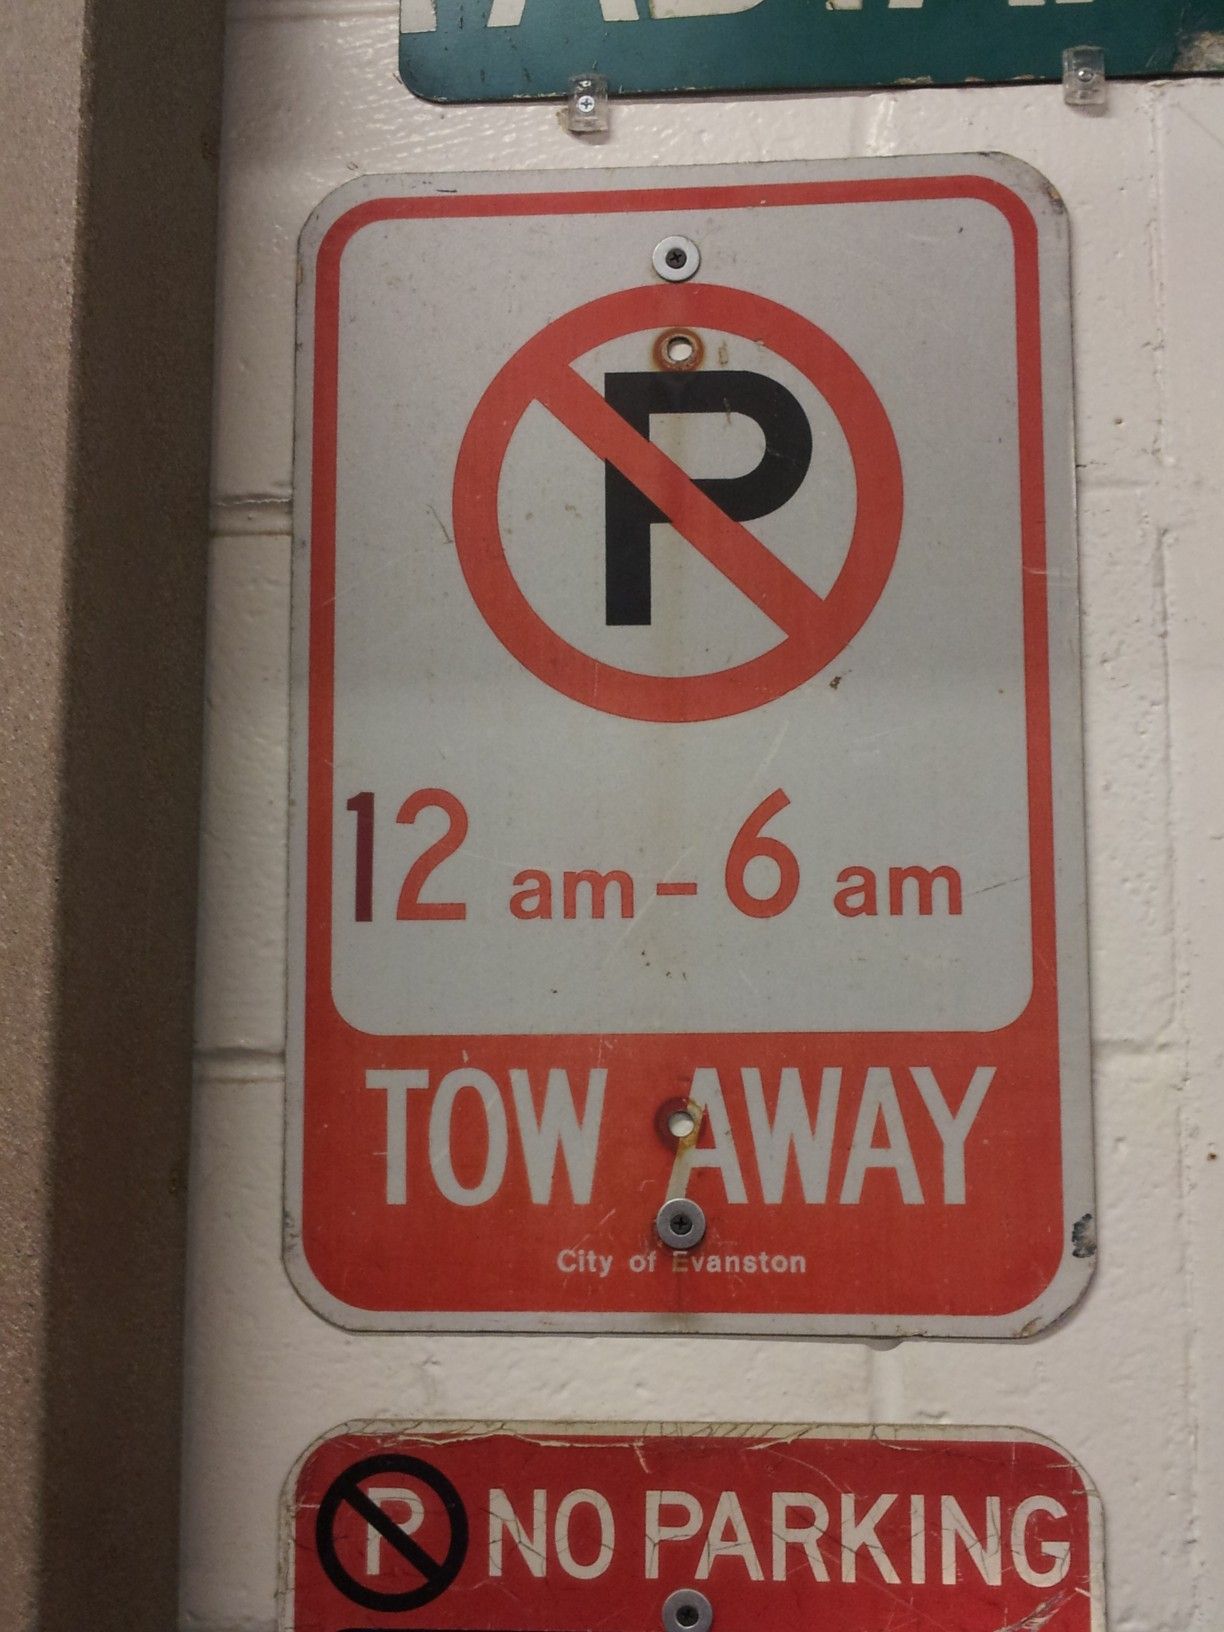 P
12 am - 6 am
TOW AWAY
City of Evanston
P NO PARKING